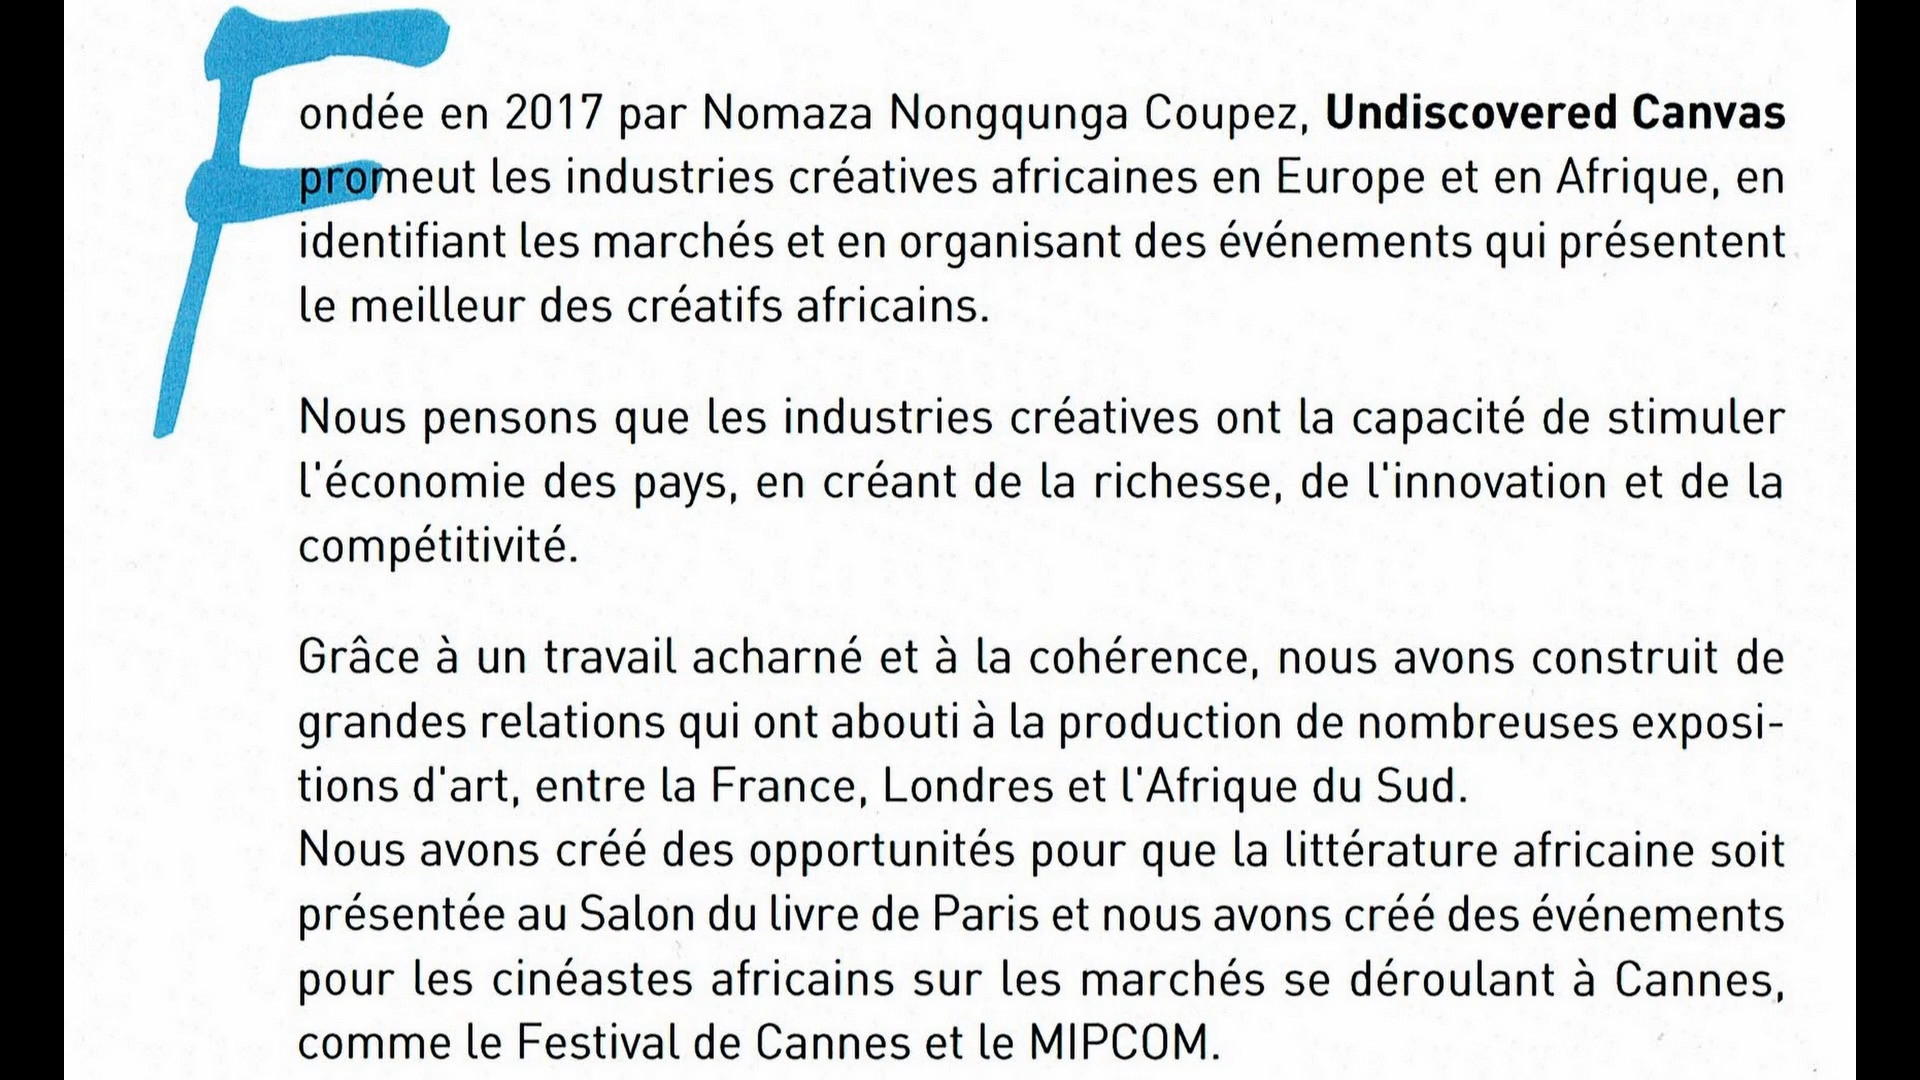 Fondée en 2017 par Nomaza Nongqunga Coupez, Undiscovered Canvas
promeut les industries créatives africaines en Europe et en Afrique, en
identifiant les marchés et en organisant des événements qui présentent
le meilleur des créatifs africains.
Nous pensons que les industries créatives ont la capacité de stimuler
l'économie des pays, en créant de la richesse, de l'innovation et de la
compétitivité.
Grâce à un travail acharné et à la cohérence, nous avons construit de
grandes relations qui ont abouti à la production de nombreuses exposi-
tions d'art, entre la France, Londres et l'Afrique du Sud.
Nous avons créé des opportunités pour que la littérature africaine soit
présentée au Salon du livre de Paris et nous avons créé des événements
pour les cinéastes africains sur les marchés se déroulant à Cannes,
comme le Festival de Cannes et le MIPCOM.